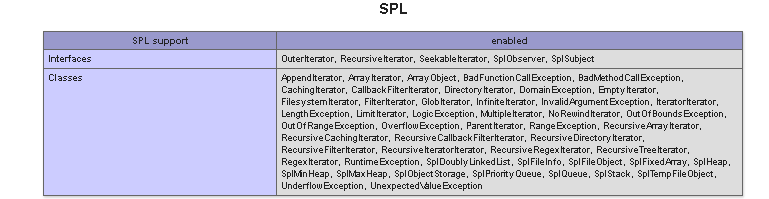 SPL
SPL support enabled
Interfaces OuterIterator, RecursiveIterator, SeekableIterator, SplObserver, SplSubject
Classes AppendIterator, ArrayIterator, ArrayObject, BadFunctionCallException, BadMethodCallException,
CachingIterator, CallbackFilterIterator, DirectoryIterator, DomainException, EmptyIterator,
FilesystemIterator, FilterIterator, GlobIterator, InfiniteIterator, InvalidArgumentException, IteratorIterator,
LengthException, LimitIterator, LogicException, MultipleIterator, NoRewindIterator, OutOfBoundsException,
OutOfRangeException, OverflowException, ParentIterator, RangeException, RecursiveArrayIterator,
RecursiveCachingIterator, RecursiveCallbackFilterIterator, RecursiveDirectoryIterator,
RecursiveFilterIterator, RecursiveIteratorIterator, RecursiveRegexIterator, RecursiveTreeIterator,
RegexIterator, RuntimeException, SplDoublyLinkedList, SplFileInfo, SplFileObject, SplFixedArray, SplHeap,
SplMinHeap, SplMaxHeap, SplObjectStorage, SplPriorityQueue, SplQueue, SplStack, SplTempFileObject,
UnderflowException, UnexpectedValueException